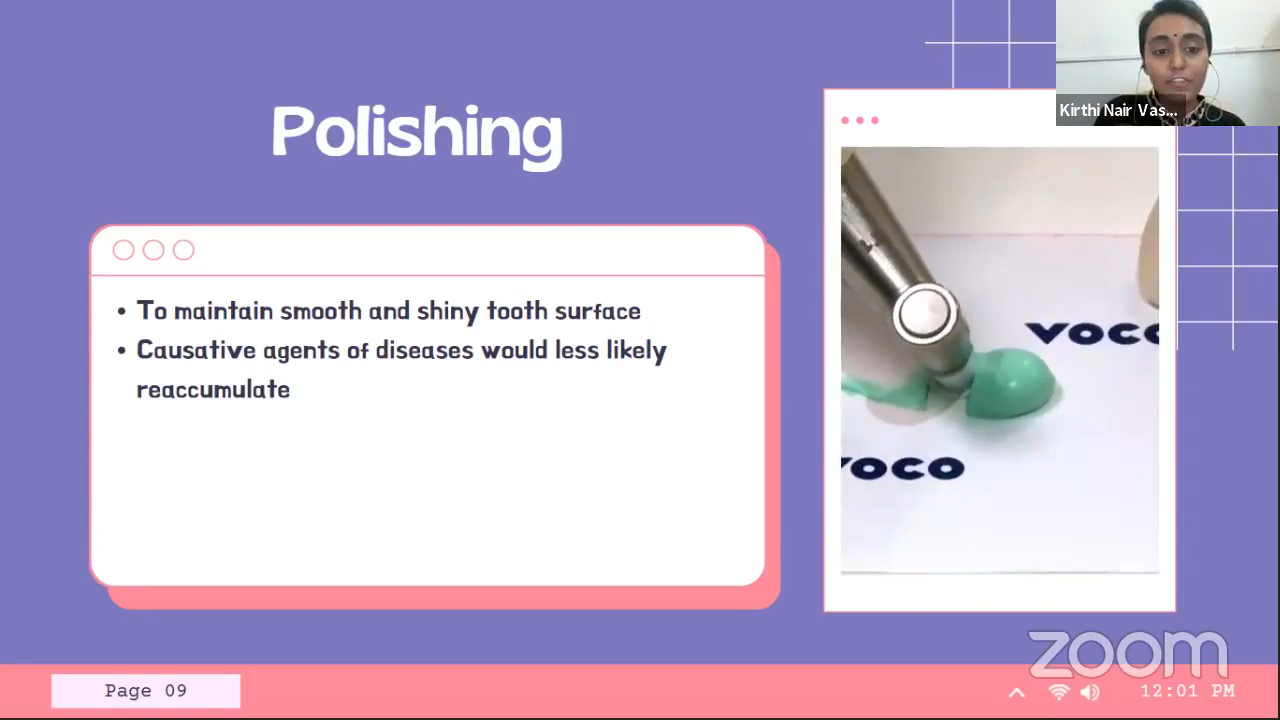 Polishing
Kirthi Nair Vas...
• To maintain smooth and shiny tooth surface
• Causative agents of diseases would less likely
reaccumulate
VOCO
VOCO
zoom
Page 09
12:01 PM